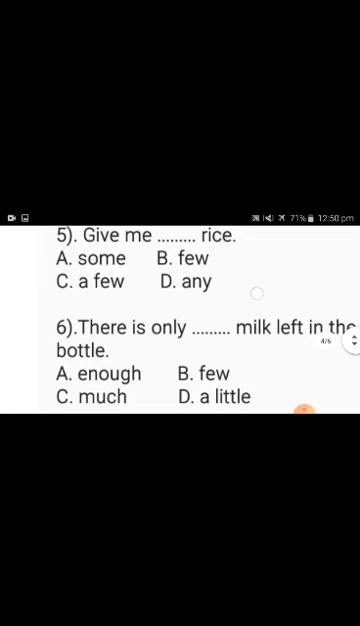 71% 12:50 pm
5). Give me ......... rice.
A. some B. few
C. a few D. any
6).There is only ......... milk left in the
4/5
bottle.
A. enough B. few
C. much D. a little